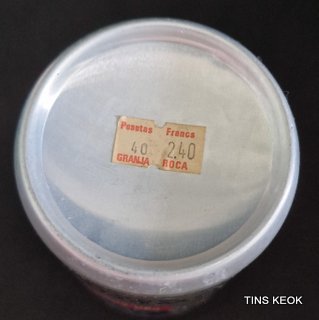 Pesetas Francs
40 2.40
GRANJA ROCA
TINS KEOK